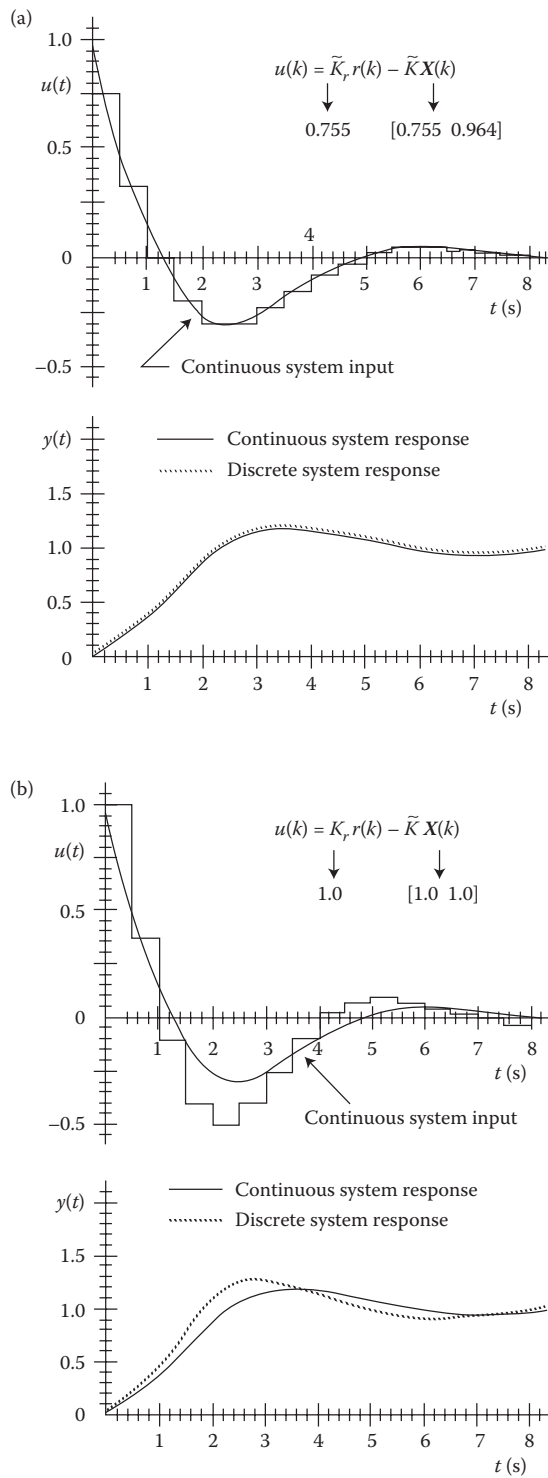 (a)
1.0
u(t)
0.5
0
−0.5
u(k) = K̃r r(k) − K̃X(k)
0.755 [0.755 0.964]
4
1 2 3 4 5 6 7 8
t (s)
Continuous system input
y(t)
1.5
1.0
0.5
0
Continuous system response
Discrete system response
1 2 3 4 5 6 7 8
t (s)
(b)
1.0
u(t)
0.5
0
−0.5
u(k) = Kr r(k) − K̃ X(k)
1.0 [1.0 1.0]
1 2 3 4 5 6 7 8
t (s)
Continuous system input
y(t)
1.5
1.0
0.5
0
Continuous system response
Discrete system response
1 2 3 4 5 6 7 8
t (s)